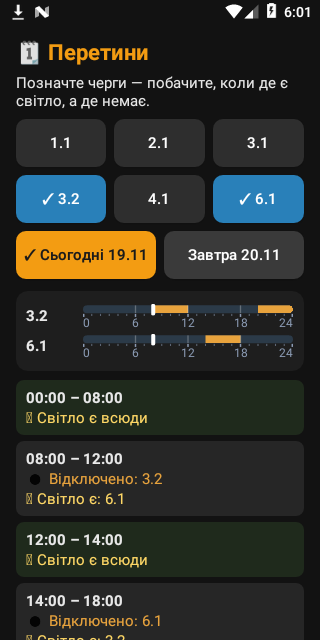 6:01
Перетини
Позначте черги — побачите, коли де є
світло, а де немає.
1.1 2.1 3.1
✓ 3.2 4.1 ✓ 6.1
✓ Сьогодні 19.11 Завтра 20.11
3.2
0 6 12 18 24
6.1
0 6 12 18 24
00:00 – 08:00
Світло є всюди
08:00 – 12:00
Відключено: 3.2
Світло є: 6.1
12:00 – 14:00
Світло є всюди
14:00 – 18:00
Відключено: 6.1
Світло є: 3.2